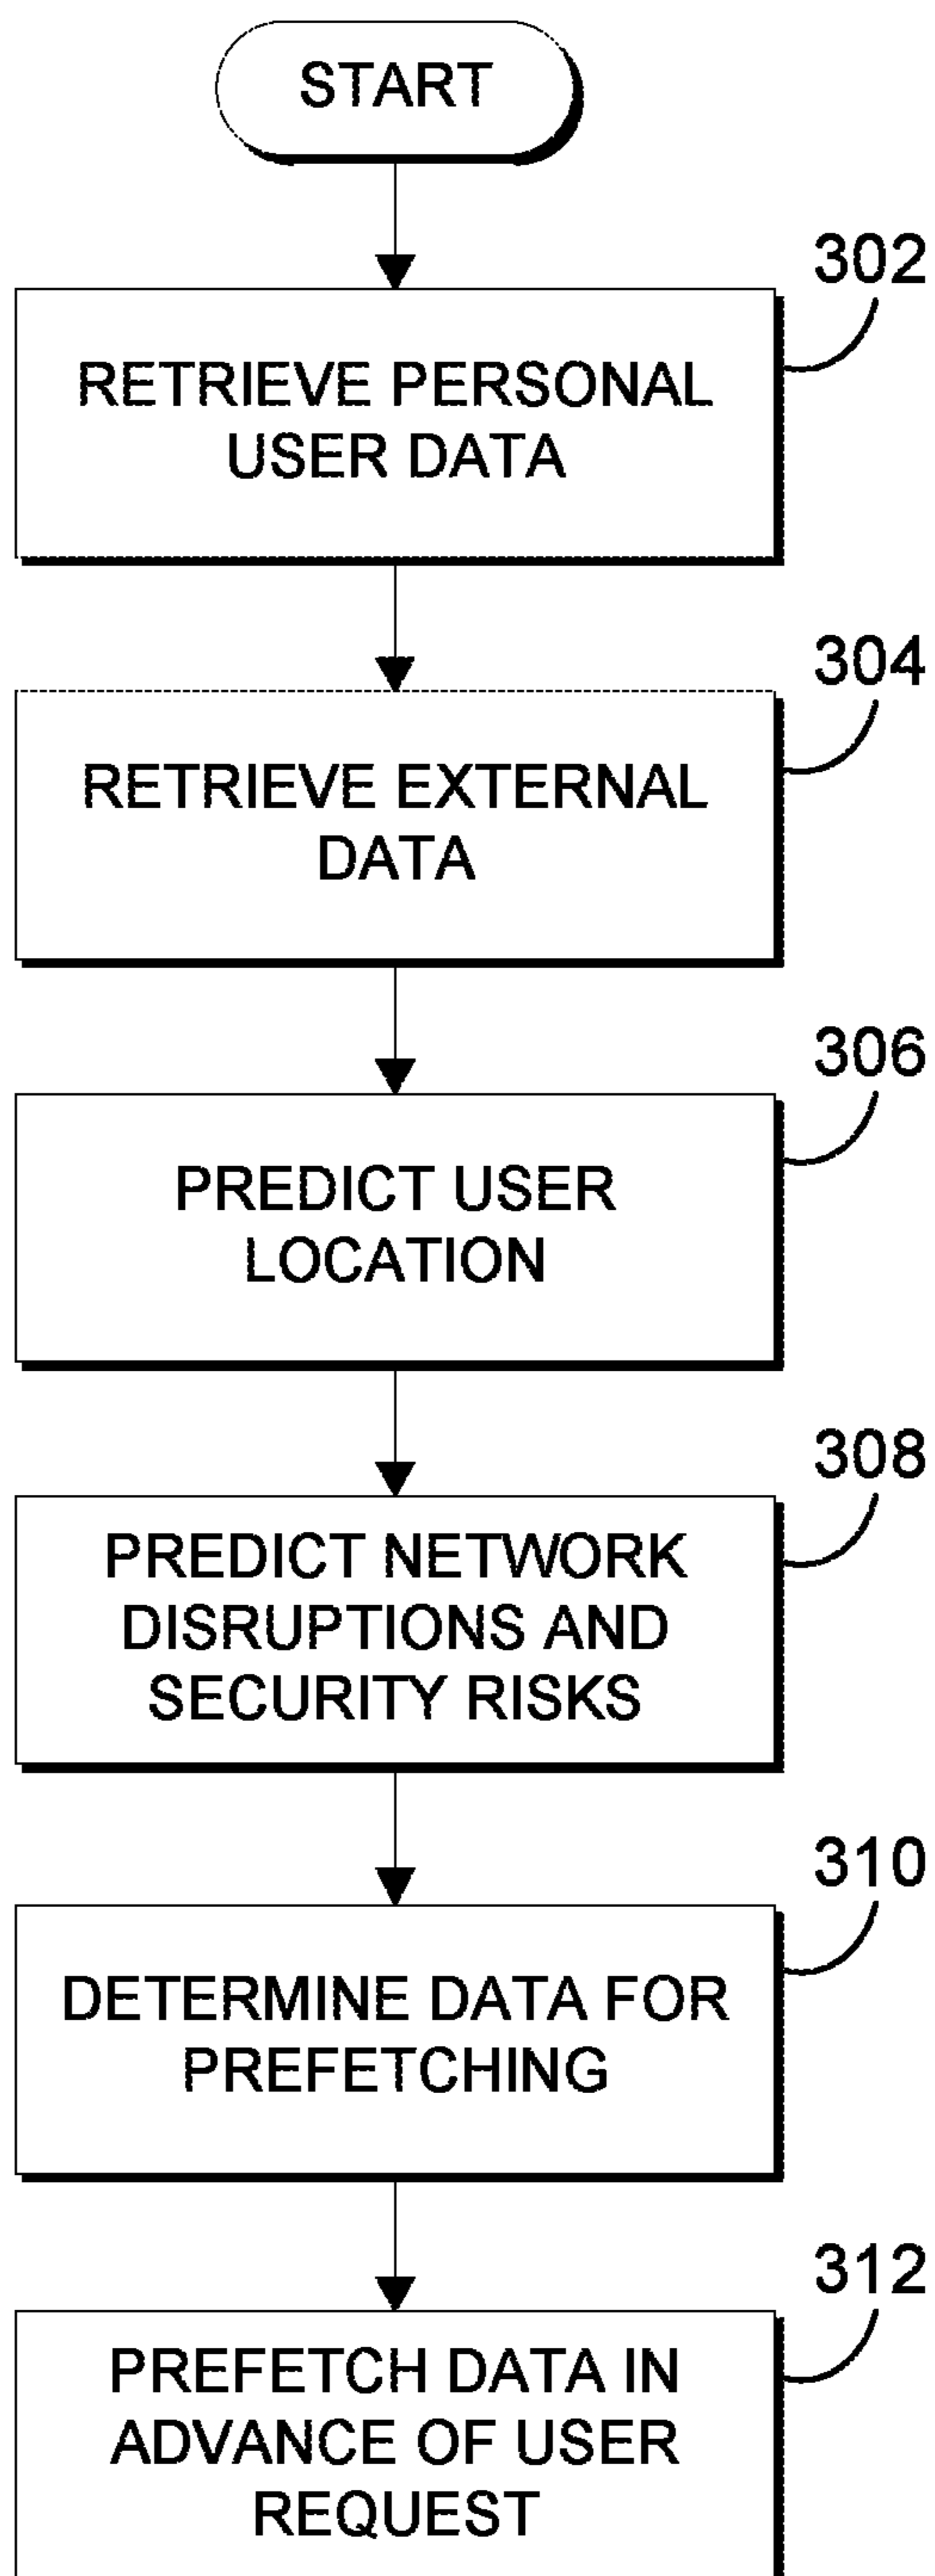 START
302
RETRIEVE PERSONAL
USER DATA
304
RETRIEVE EXTERNAL
DATA
306
PREDICT USER
LOCATION
308
PREDICT NETWORK
DISRUPTIONS AND
SECURITY RISKS
310
DETERMINE DATA FOR
PREFETCHING
312
PREFETCH DATA IN
ADVANCE OF USER
REQUEST